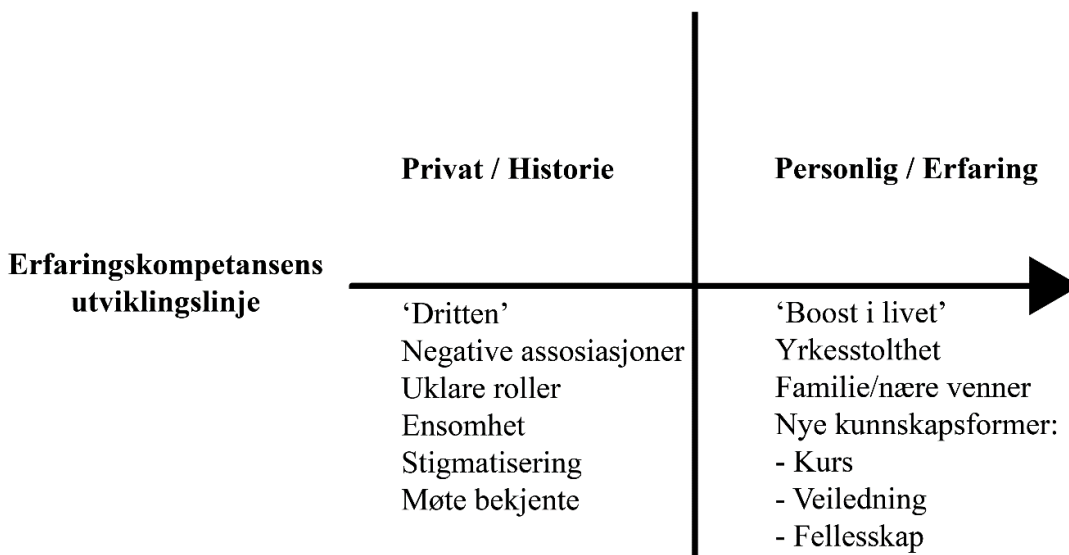 Privat / Historie
Personlig / Erfaring
Erfaringskompetansens
utviklingslinje
‘Dritten’
Negative assosiasjoner
Uklare roller
Ensomhet
Stigmatisering
Møte bekjente
‘Boost i livet’
Yrkesstolthet
Familie/nære venner
Nye kunnskapsformer:
- Kurs
- Veiledning
- Fellesskap